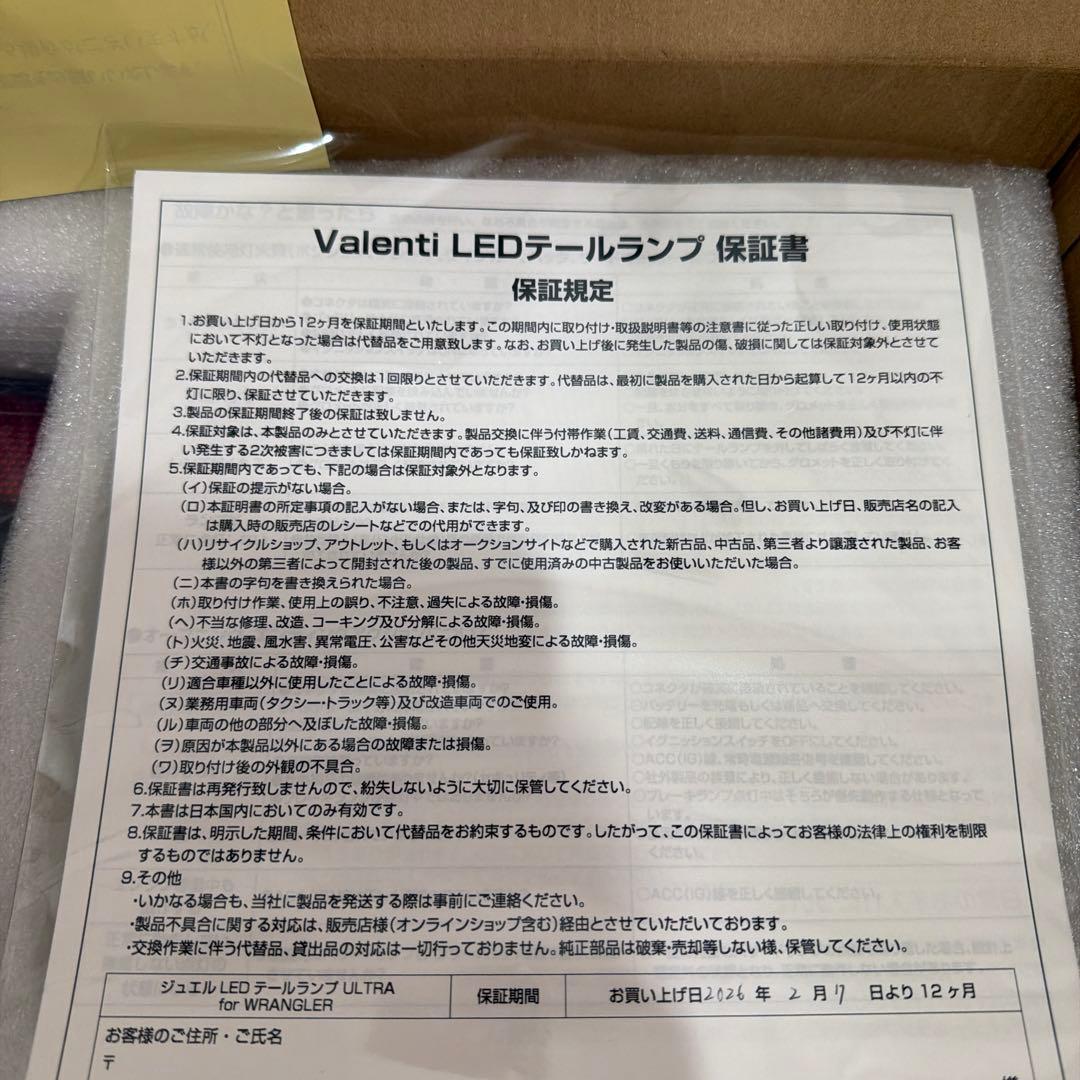 Valenti LEDテールランプ 保証書
保証規定
1.お買い上げ日から12ヶ月を保証期間といたします。この期間内に取り付け・取扱説明書等の注意書に従った正しい取り付け、使用状態
において不灯となった場合は代替品をご用意致します。なお、お買い上げ後に発生した製品の傷、破損に関しては保証対象外とさせて
いただきます。
2.保証期間内の代替品への交換は1回限りとさせていただきます。代替品は、最初に製品を購入された日から起算して12ヶ月以内の不
灯に限り、保証させていただきます。
3.製品の保証期間終了後の保証は致しません。
4.保証対象は、本製品のみとさせていただきます。製品交換に伴う付帯作業(工賃、交通費、送料、通信費、その他諸費用)及び不灯に伴
い発生する2次被害につきましては保証期間内であっても保証致しかねます。
5.保証期間内であっても、下記の場合は保証対象外となります。
(イ)保証の提示がない場合。
(ロ)本証明書の所定事項の記入がない場合、または、字句、及び印の書き換え、改変がある場合。但し、お買い上げ日、販売店名の記入
は購入時の販売店のレシートなどでの代用ができます。
(ハ)リサイクルショップ、アウトレット、もしくはオークションサイトなどで購入された新古品、中古品、第三者より譲渡された製品、お客
様以外の第三者によって開封された後の製品、すでに使用済みの中古製品をお使いいただいた場合。
(ニ)本書の字句を書き換えられた場合。
(ホ)取り付け作業、使用上の誤り、不注意、過失による故障・損傷。
(ヘ)不当な修理、改造、コーキング及び分解による故障・損傷。
(ト)火災、地震、風水害、異常電圧、公害などその他天災地変による故障・損傷。
(チ)交通事故による故障・損傷。
(リ)適合車種以外に使用したことによる故障・損傷。
(ヌ)業務用車両(タクシー・トラック等)及び改造車両でのご使用。
(ル)車両の他の部分へ及ぼした故障・損傷。
(ヲ)原因が本製品以外にある場合の故障または損傷。
(ワ)取り付け後の外観の不具合。
6.保証書は再発行致しませんので、紛失しないように大切に保管してください。
7.本書は日本国内においてのみ有効です。
8.保証書は、明示した期間、条件において代替品をお約束するものです。したがって、この保証書によってお客様の法律上の権利を制限
するものではありません。
9.その他
・いかなる場合も、当社に製品を発送する際は事前にご連絡ください。
・製品不具合に関する対応は、販売店様(オンラインショップ含む)経由とさせていただいております。
・交換作業に伴う代替品、貸出品の対応は一切行っておりません。純正部品は破棄・売却等しない様、保管してください。
ジュエル LED テールランプ ULTRA
for WRANGLER
保証期間
お買い上げ日2026 年 2 月 17 日より 12 ヶ月
お客様のご住所・ご氏名
〒